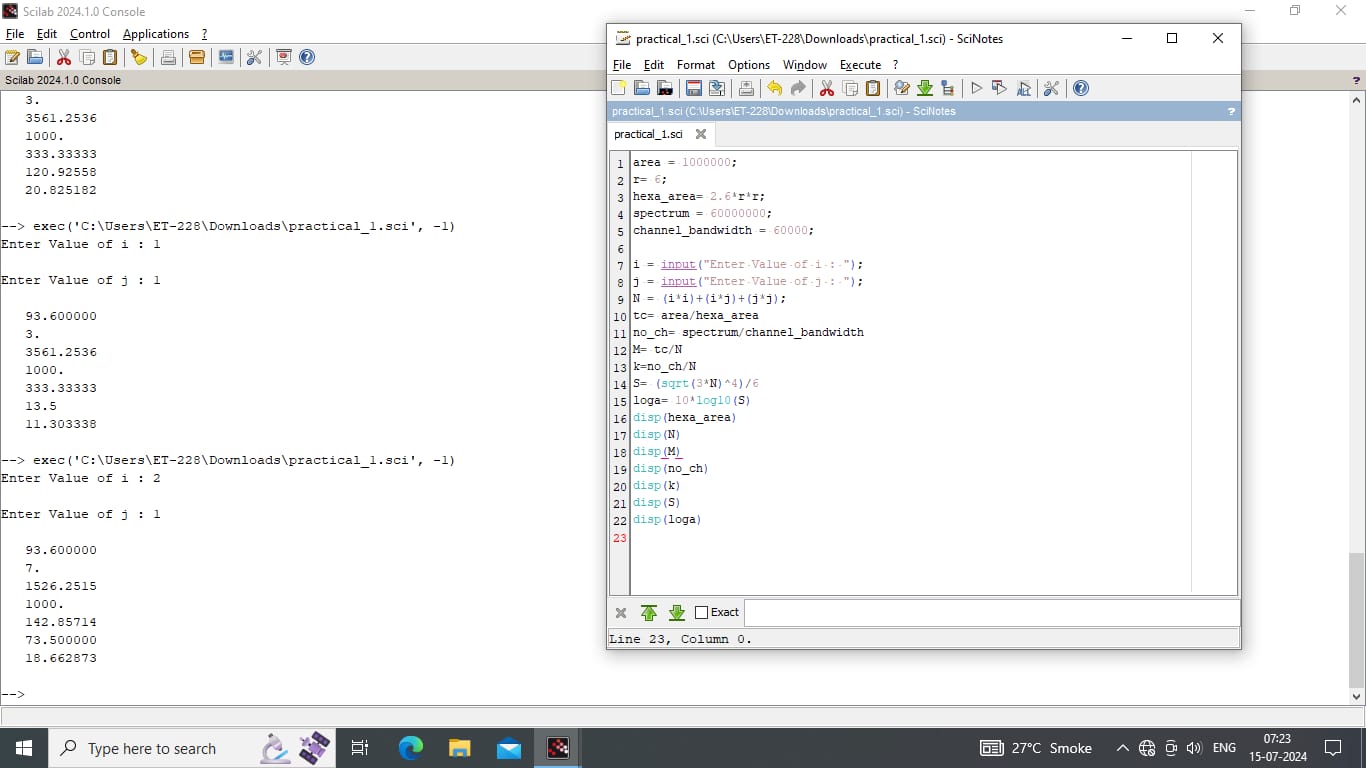 Scilab 2024.1.0 Console
File Edit Control Applications ?
Scilab 2024.1.0 Console ?
3.
3561.2536
1000.
333.33333
120.92558
20.825182
--> exec('C:\Users\ET-228\Downloads\practical_1.sci', -1)
Enter Value of i : 1
Enter Value of j : 1
93.600000
3.
3561.2536
1000.
333.33333
13.5
11.303338
--> exec('C:\Users\ET-228\Downloads\practical_1.sci', -1)
Enter Value of i : 2
Enter Value of j : 1
93.600000
7.
1526.2515
1000.
142.85714
73.500000
18.662873
-->
practical_1.sci (C:\Users\ET-228\Downloads\practical_1.sci) - SciNotes
File Edit Format Options Window Execute ?
practical_1.sci (C:\Users\ET-228\Downloads\practical_1.sci) - SciNotes ?
practical_1.sci
1 area = 1000000;
2 r= 6;
3 hexa_area= 2.6*r*r;
4 spectrum = 60000000;
5 channel_bandwidth = 60000;
6
7 i = input("Enter Value of i : ");
8 j = input("Enter Value of j : ");
9 N = (i*i)+(i*j)+(j*j);
10 tc= area/hexa_area
11 no_ch= spectrum/channel_bandwidth
12 M= tc/N
13 k=no_ch/N
14 S= (sqrt(3*N)^4)/6
15 loga= 10*log10(S)
16 disp(hexa_area)
17 disp(N)
18 disp(M)
19 disp(no_ch)
20 disp(k)
21 disp(S)
22 disp(loga)
23
Exact
Line 23, Column 0.
Type here to search
27°C Smoke
ENG
07:23
15-07-2024